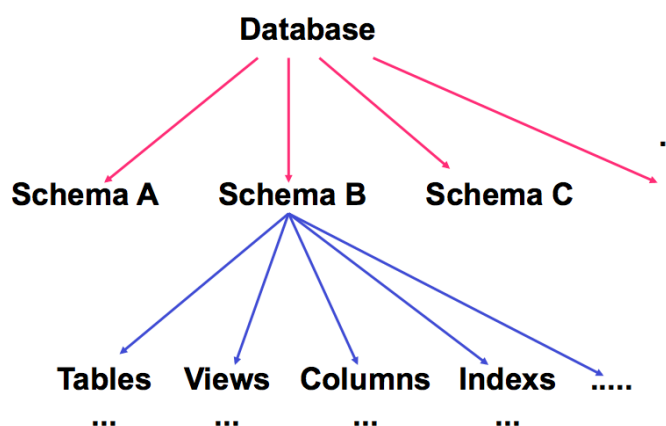 Database
.
Schema A Schema B Schema C
Tables Views Columns Indexs .....
... ... ... ...